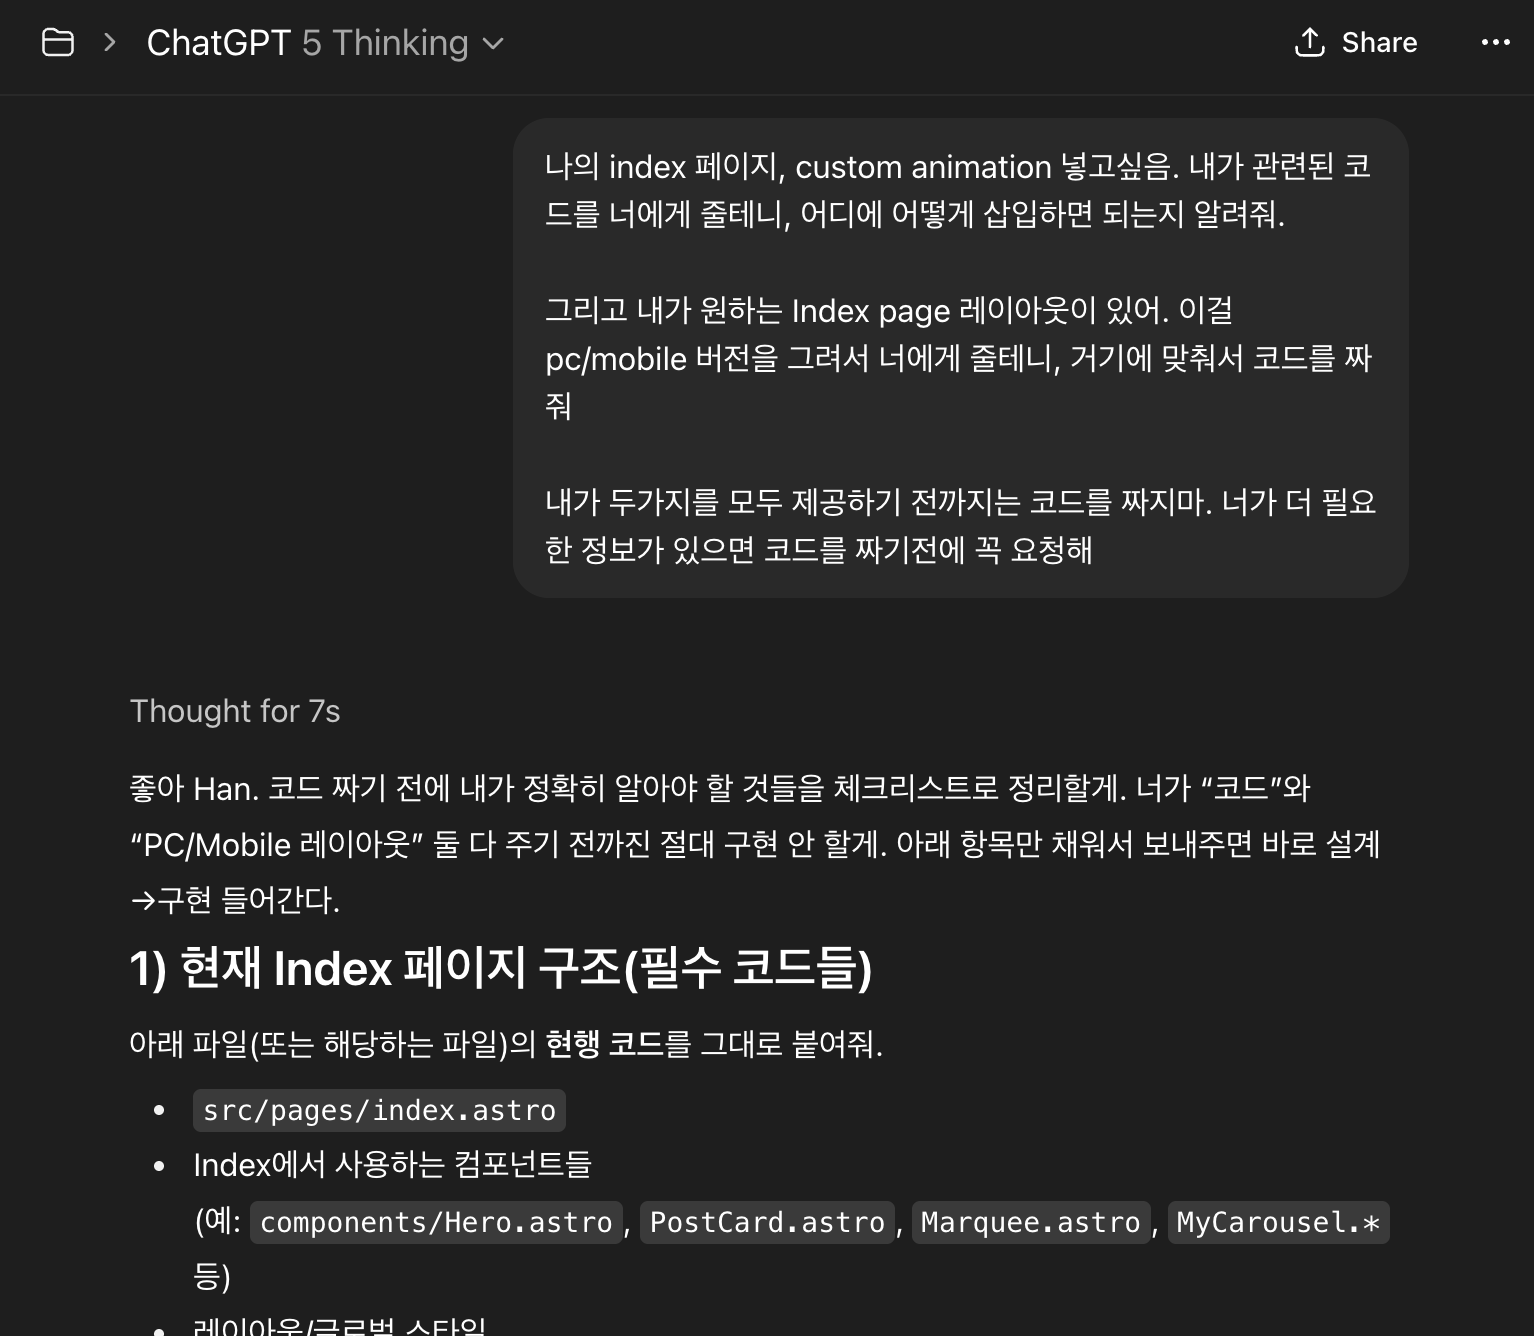 ChatGPT 5 Thinking
Share
나의 index 페이지, custom animation 넣고싶음. 내가 관련된 코
드를 너에게 줄테니, 어디에 어떻게 삽입하면 되는지 알려줘.
그리고 내가 원하는 Index page 레이아웃이 있어. 이걸
pc/mobile 버전을 그려서 너에게 줄테니, 거기에 맞춰서 코드를 짜
줘
내가 두가지를 모두 제공하기 전까지는 코드를 짜지마. 너가 더 필요
한 정보가 있으면 코드를 짜기전에 꼭 요청해
Thought for 7s
좋아 Han. 코드 짜기 전에 내가 정확히 알아야 할 것들을 체크리스트로 정리할게. 너가 “코드”와
“PC/Mobile 레이아웃” 둘 다 주기 전까진 절대 구현 안 할게. 아래 항목만 채워서 보내주면 바로 설계
→구현 들어간다.
1) 현재 Index 페이지 구조(필수 코드들)
아래 파일(또는 해당하는 파일)의 현행 코드를 그대로 붙여줘.
• src/pages/index.astro
• Index에서 사용하는 컴포넌트들
(예: components/Hero.astro, PostCard.astro, Marquee.astro, MyCarousel.*
등)
• 레이아웃/글로벌 스타일